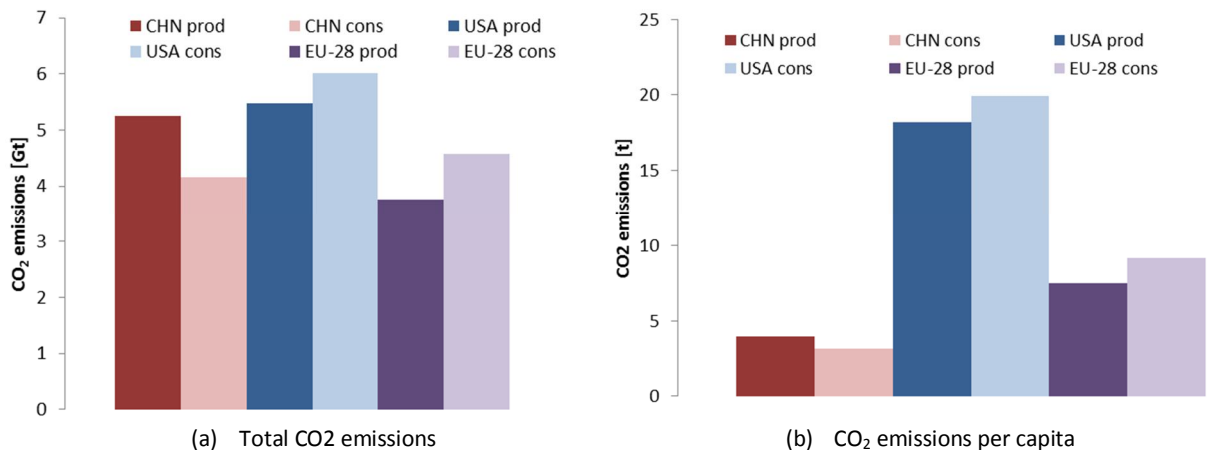 7
6
5
4
3
2
1
0
CO₂ emissions [Gt]
CHN prod CHN cons USA prod
USA cons EU-28 prod EU-28 cons
(a) Total CO2 emissions
25
20
15
10
5
0
CO2 emissions [t]
CHN prod CHN cons USA prod
USA cons EU-28 prod EU-28 cons
(b) CO₂ emissions per capita